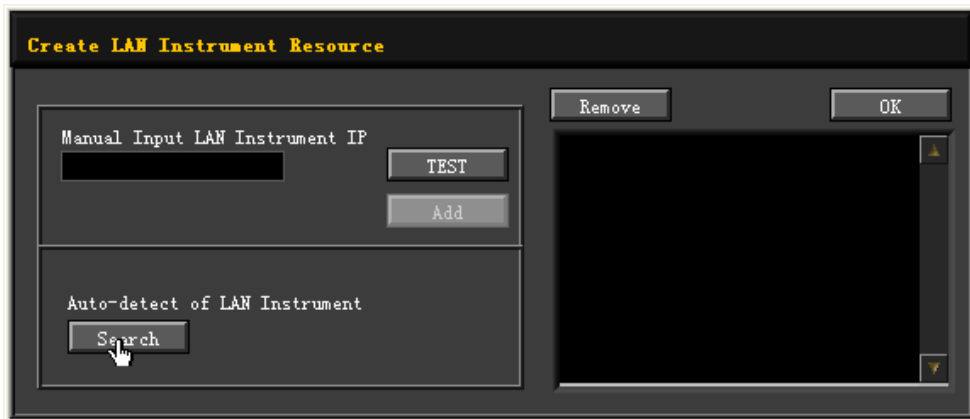 Create LAN Instrument Resource
Manual Input LAN Instrument IP
TEST
Add
Auto-detect of LAN Instrument
Search
Remove
OK